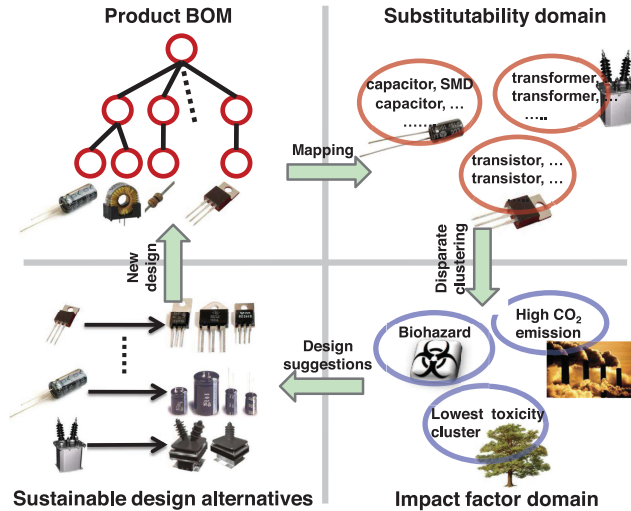 Product BOM
Substitutability domain
capacitor, SMD
capacitor, …
…….
transformer,
transformer, …
…..
Mapping
transistor, …
transistor, …
New
design
Disparate
clustering
Biohazard
High CO₂
emission
Design
suggestions
Lowest toxicity
cluster
Sustainable design alternatives
Impact factor domain